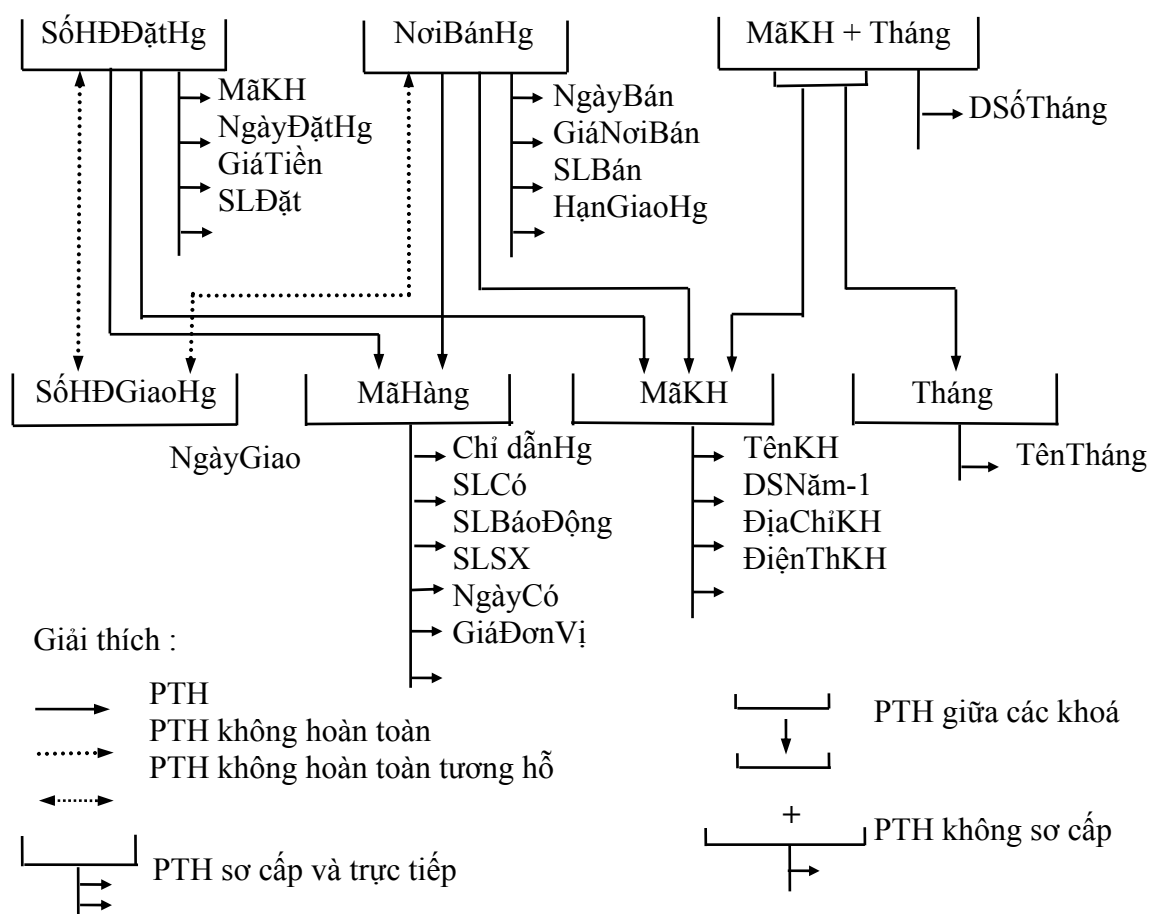 SốHĐĐặtHg
NơiBánHg
MãKH + Tháng
MãKH
NgàyĐặtHg
GiáTiền
SLĐặt
NgàyBán
GiáNơiBán
SLBán
HạnGiaoHg
DSốTháng
SốHĐGiaoHg
MãHàng
MãKH
Tháng
NgàyGiao
Chỉ dẫnHg
SLCó
SLBáoĐộng
SLSX
NgàyCó
GiáĐơnVị
TênKH
DSNăm-1
ĐịaChỉKH
ĐiệnThKH
TênTháng
Giải thích :
PTH
PTH không hoàn toàn
PTH không hoàn toàn tương hỗ
PTH sơ cấp và trực tiếp
PTH giữa các khoá
+
PTH không sơ cấp